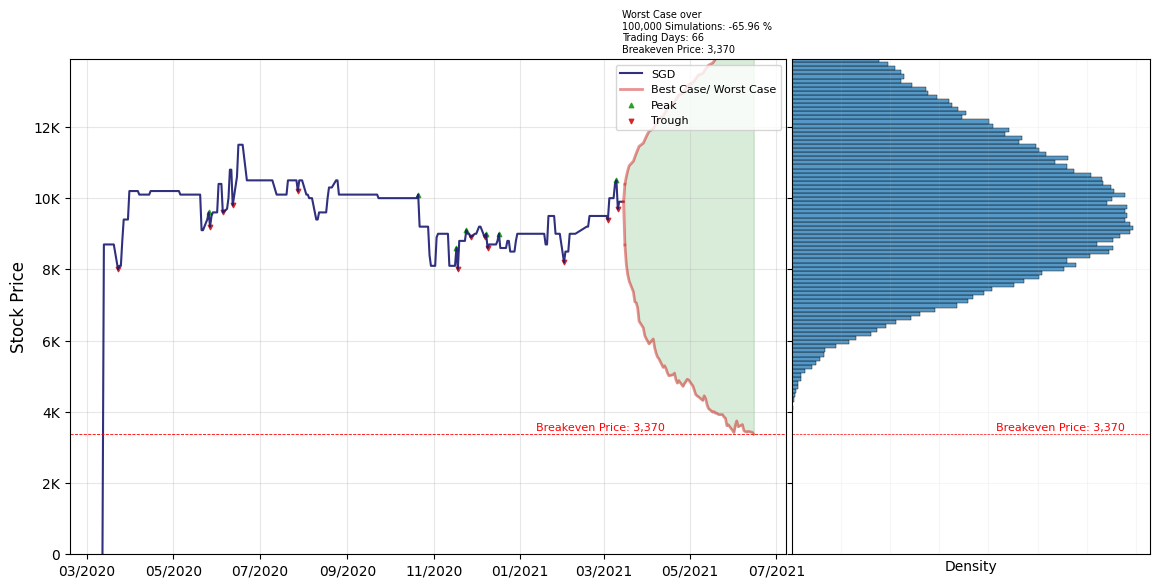 Worst Case over
100,000 Simulations: -65.96 %
Trading Days: 66
Breakeven Price: 3,370
SGD
Best Case/ Worst Case
Peak
Trough
Stock Price
12K
10K
8K
6K
4K
2K
0
Breakeven Price: 3,370
Breakeven Price: 3,370
03/2020 05/2020 07/2020 09/2020 11/2020 01/2021 03/2021 05/2021 07/2021
Density